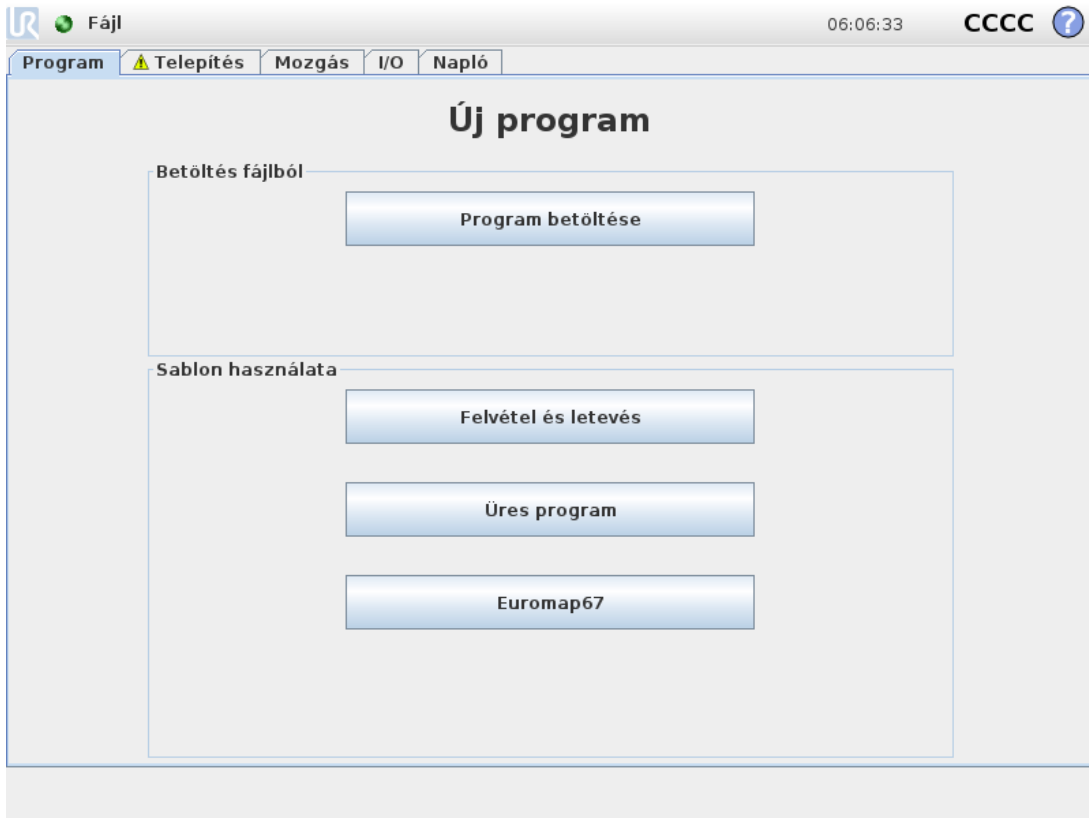 UR Fájl 06:06:33 CCCC ?
Program Telepítés Mozgás I/O Napló
Új program
Betöltés fájlból
Program betöltése
Sablon használata
Felvétel és letevés
Üres program
Euromap67